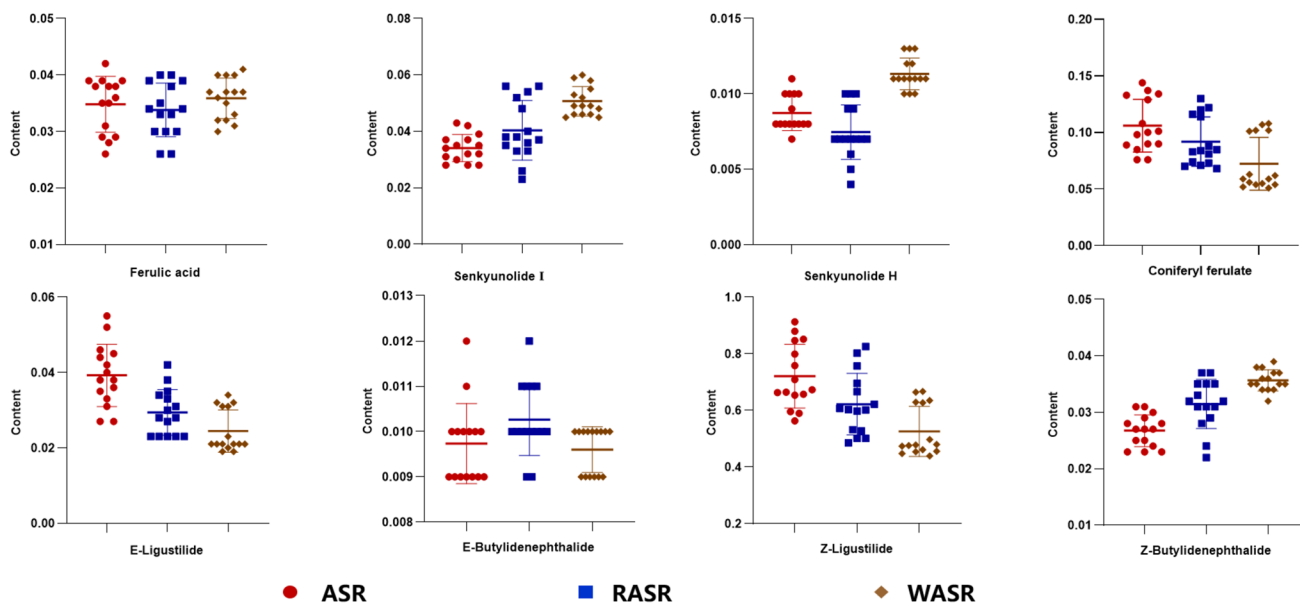 0.05
0.04
0.03
0.02
0.01
Content
Ferulic acid
0.08
0.06
0.04
0.02
0.00
Content
Senkyunolide I
0.015
0.010
0.005
0.000
Content
Senkyunolide H
0.20
0.15
0.10
0.05
0.00
Content
Coniferyl ferulate
0.06
0.04
0.02
0.00
Content
E-Ligustilide
0.013
0.012
0.011
0.010
0.009
0.008
Content
E-Butylidenephthalide
1.0
0.8
0.6
0.4
0.2
Content
Z-Ligustilide
0.05
0.04
0.03
0.02
0.01
Content
Z-Butylidenephthalide
ASR RASR WASR